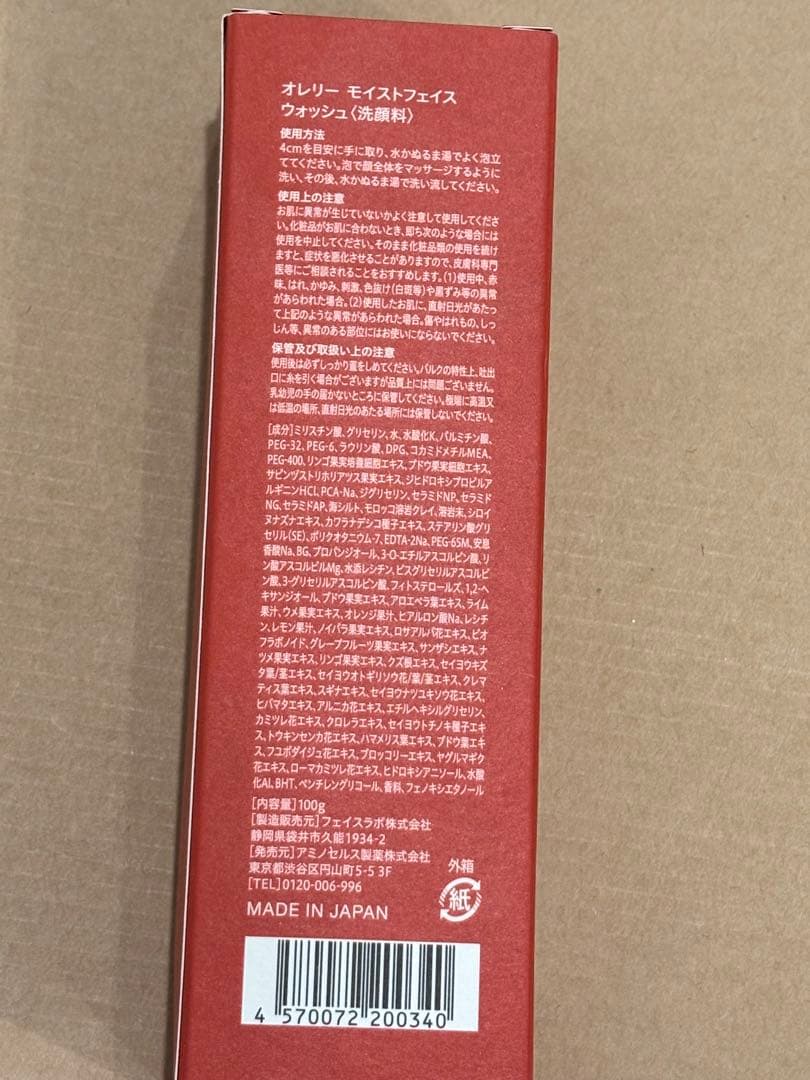 オレリー モイストフェイス
ウォッシュ〈洗顔料〉
使用方法
4cmを目安に手に取り、水かぬるま湯でよく泡立
ててください。泡で顔全体をマッサージするように
洗い、その後、水かぬるま湯で洗い流してください。
使用上の注意
お肌に異常が生じていないかよく注意して使用してくださ
い。化粧品がお肌に合わないとき、即ち次のような場合には
使用を中止してください。そのまま化粧品類の使用を続け
ますと、症状を悪化させることがありますので、皮膚科専門
医等にご相談されることをおすすめします。(1)使用中、赤
味、はれ、かゆみ、刺激、色抜け(白斑等)や黒ずみ等の異常
があらわれた場合。(2)使用したお肌に、直射日光があたっ
て上記のような異常があらわれた場合。傷やはれもの、しっ
しん等、異常のある部位にはお使いにならないでください。
保管及び取扱い上の注意
使用後は必ずしっかり蓋をしめてください。バルクの特性上、吐出
口に糸を引く場合がございますが品質上には問題ございません。
乳幼児の手の届かないところに保管してください。極端に高温又
は低温の場所、直射日光のあたる場所には保管しないでください。
[成分]ミリスチン酸、グリセリン、水、水酸化K、パルミチン酸、
PEG-32、PEG-6、ラウリン酸、DPG、コカミドメチルMEA、
PEG-400、リンゴ果実培養細胞エキス、ブドウ果実細胞エキス、
サピンヅストリホリアツス果実エキス、ジヒドロキシプロピルア
ルギニンHCl、PCA-Na、ジグリセリン、セラミドNP、セラミド
NG、セラミドAP、海シルト、モロッコ溶岩クレイ、溶岩末、シロイ
ヌナズナエキス、カワラナデシコ種子エキス、ステアリン酸グリ
セリル(SE)、ポリクオタニウム-7、EDTA-2Na、PEG-65M、安息
香酸Na、BG、プロパンジオール、3-O-エチルアスコルビン酸、リ
ン酸アスコルビルMg、水添レシチン、ビスグリセリルアスコルビ
ン酸、3-グリセリルアスコルビン酸、フィトステロールズ、1,2-ヘ
キサンジオール、ブドウ果実エキス、アロエベラ葉エキス、ライム
果汁、ウメ果実エキス、オレンジ果汁、ヒアルロン酸Na、レシチ
ン、レモン果汁、ノイバラ果実エキス、ロサアルバ花エキス、ビオ
フラボノイド、グレープフルーツ果実エキス、サンザシエキス、ナ
ツメ果実エキス、リンゴ果実エキス、クズ根エキス、セイヨウキズ
タ葉/茎エキス、セイヨウオトギリソウ花/葉/茎エキス、クレマ
ティス葉エキス、スギナエキス、セイヨウナツユキソウ花エキス、
ヒバマタエキス、アルニカ花エキス、エチルヘキシルグリセリン、
カミツレ花エキス、クロレラエキス、セイヨウトチノキ種子エキ
ス、トウキンセンカ花エキス、ハマメリス葉エキス、ブドウ葉エキ
ス、フユボダイジュ花エキス、ブロッコリーエキス、ヤグルマギク
花エキス、ローマカミツレ花エキス、ヒドロキシアニソール、水酸
化Al、BHT、ペンチレングリコール、香料、フェノキシエタノール
[内容量]100g
[製造販売元]フェイスラボ株式会社
静岡県袋井市久能1934-2
[発売元]アミノセルス製薬株式会社
東京都渋谷区円山町5-5 3F
[TEL]0120-006-996
外箱
紙
MADE IN JAPAN
4 570072 200340